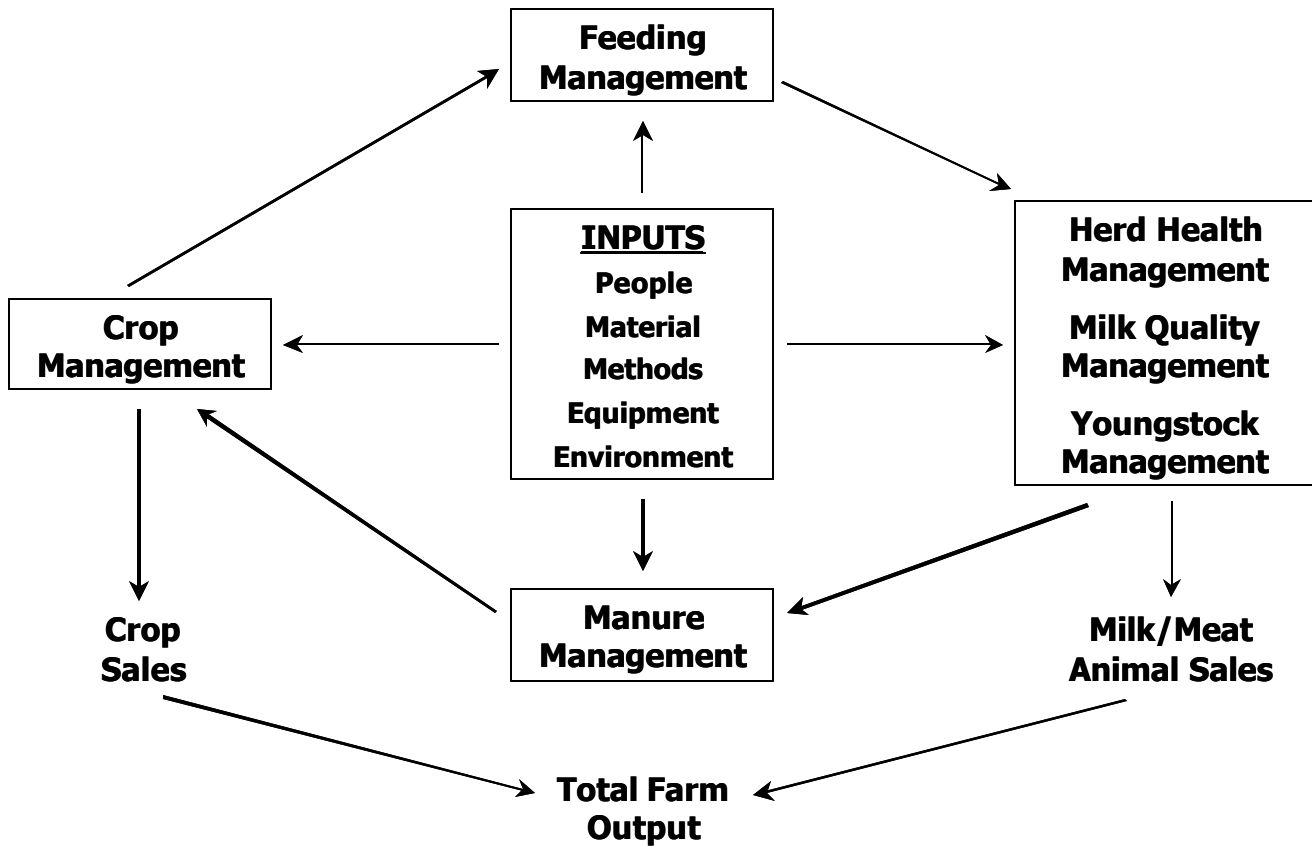 Feeding
Management
INPUTS
People
Material
Methods
Equipment
Environment
Herd Health
Management
Milk Quality
Management
Youngstock
Management
Crop
Management
Manure
Management
Crop
Sales
Milk/Meat
Animal Sales
Total Farm
Output